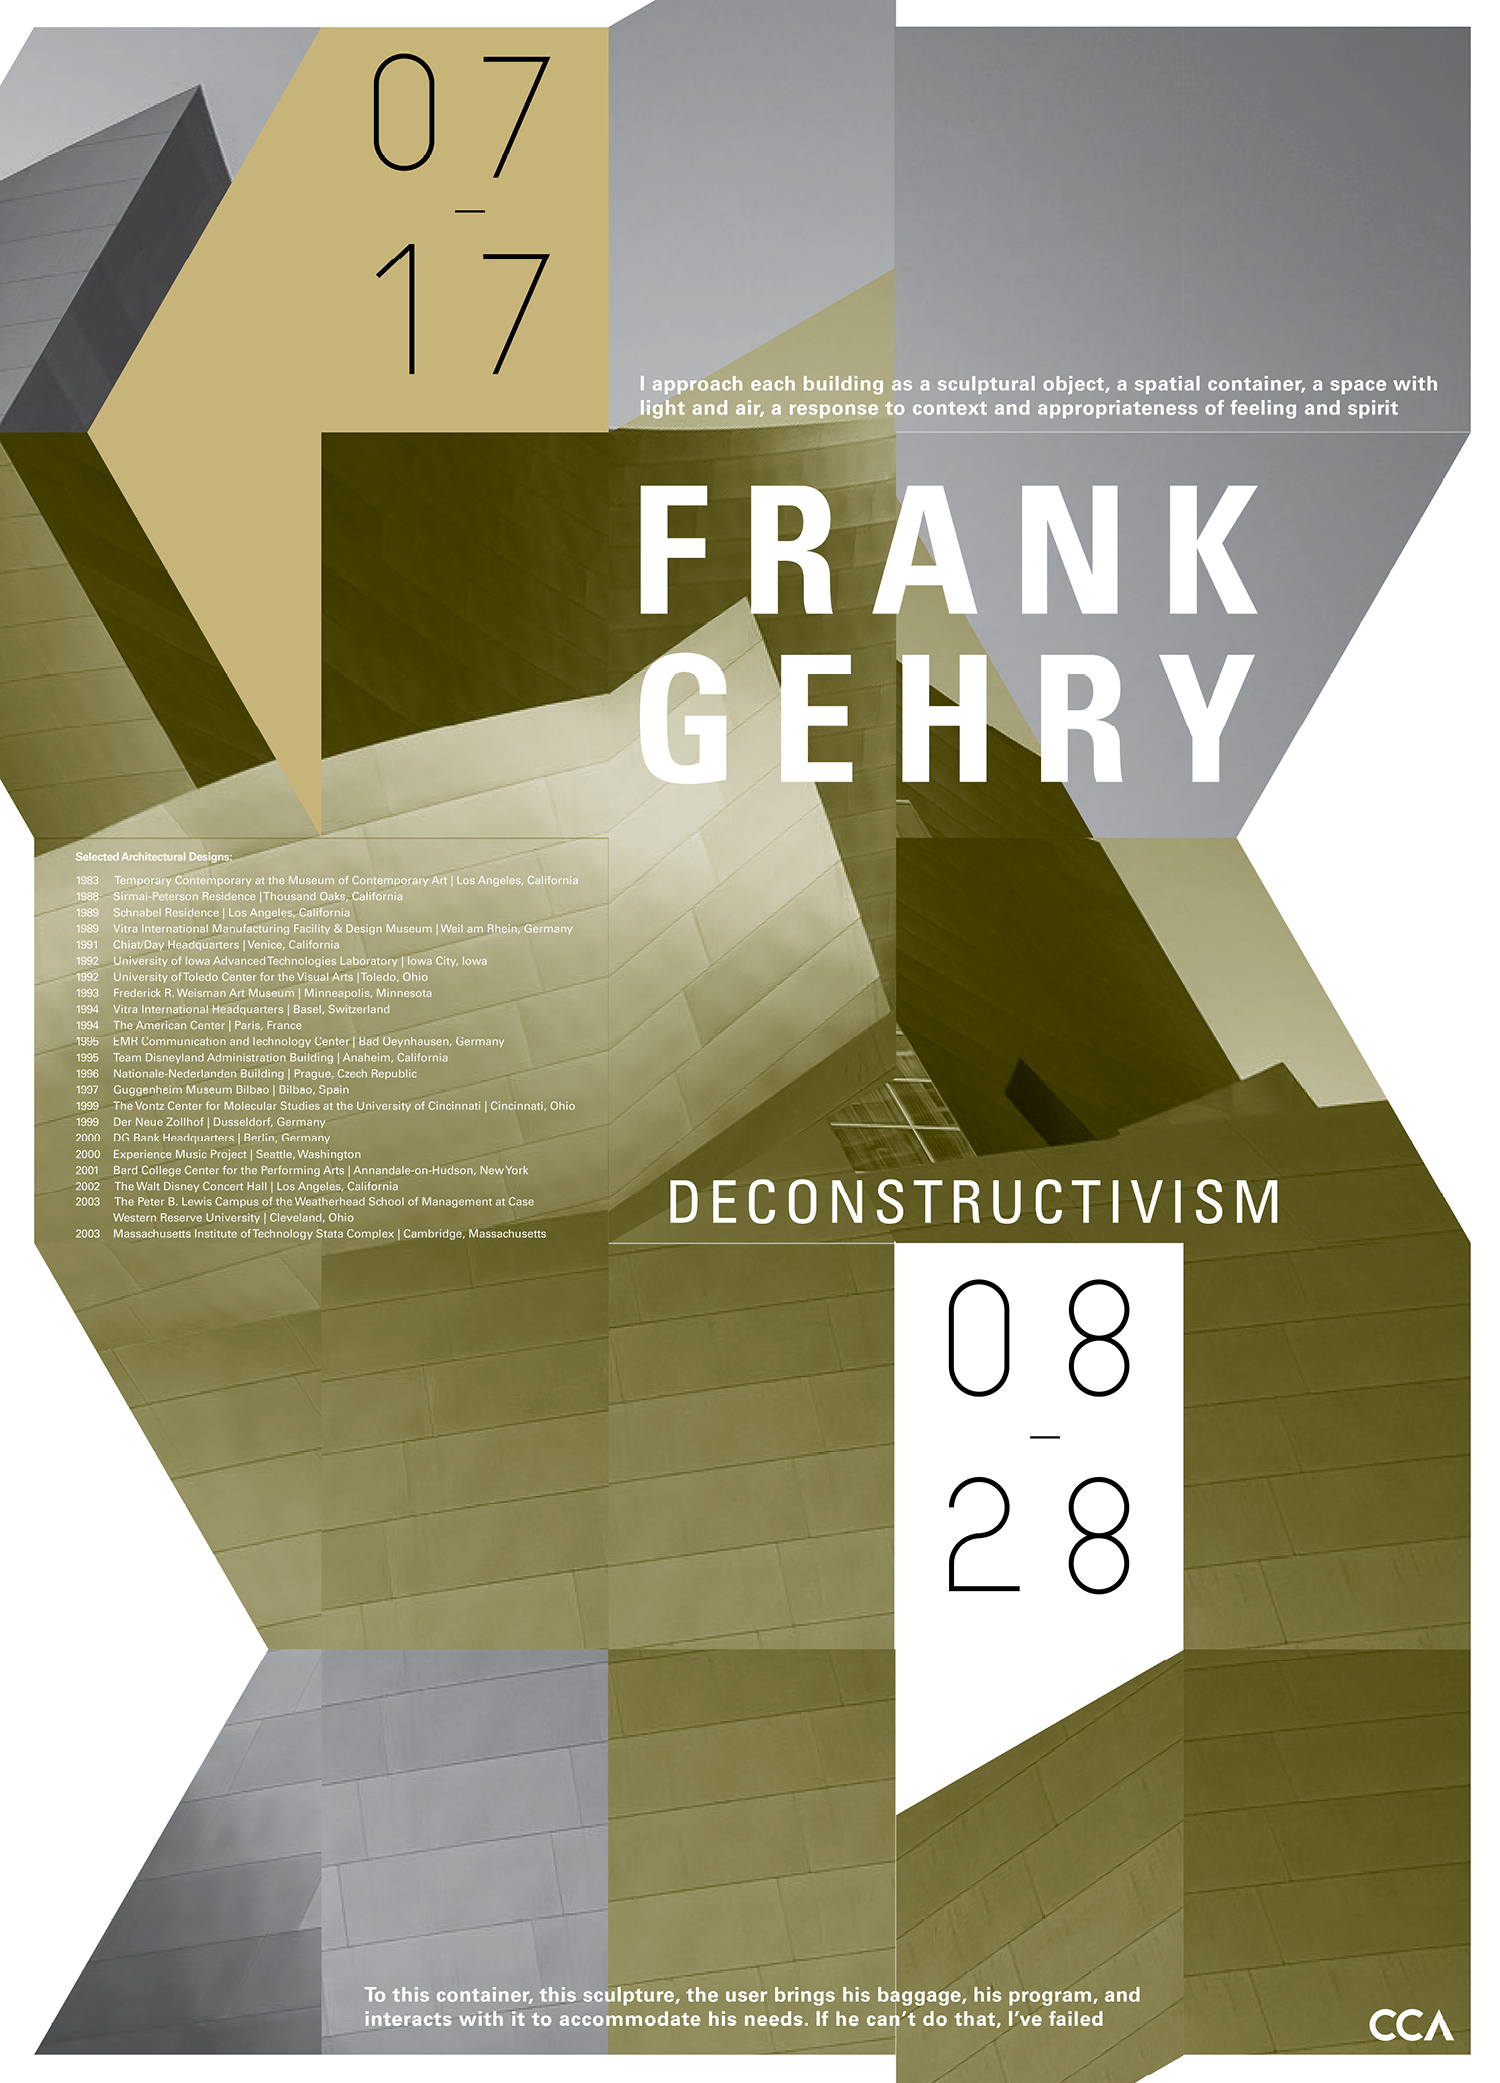 07
–
17
I approach each building as a sculptural object, a spatial container, a space with
light and air, a response to context and appropriateness of feeling and spirit
FRANK
GEHRY
Selected Architectural Designs:
1983 Temporary Contemporary at the Museum of Contemporary Art | Los Angeles, California
1988 Sirmai-Peterson Residence | Thousand Oaks, California
1989 Schnabel Residence | Los Angeles, California
1989 Vitra International Manufacturing Facility & Design Museum | Weil am Rhein, Germany
1991 Chiat/Day Headquarters | Venice, California
1992 University of Iowa Advanced Technologies Laboratory | Iowa City, Iowa
1992 University of Toledo Center for the Visual Arts | Toledo, Ohio
1993 Frederick R. Weisman Art Museum | Minneapolis, Minnesota
1994 Vitra International Headquarters | Basel, Switzerland
1994 The American Center | Paris, France
1995 EMR Communication and Technology Center | Bad Oeynhausen, Germany
1995 Team Disneyland Administration Building | Anaheim, California
1996 Nationale-Nederlanden Building | Prague, Czech Republic
1997 Guggenheim Museum Bilbao | Bilbao, Spain
1999 The Vontz Center for Molecular Studies at the University of Cincinnati | Cincinnati, Ohio
1999 Der Neue Zollhof | Dusseldorf, Germany
2000 DG Bank Headquarters | Berlin, Germany
2000 Experience Music Project | Seattle, Washington
2001 Bard College Center for the Performing Arts | Annandale-on-Hudson, New York
2002 The Walt Disney Concert Hall | Los Angeles, California
2003 The Peter B. Lewis Campus of the Weatherhead School of Management at Case
Western Reserve University | Cleveland, Ohio
2003 Massachusetts Institute of Technology Stata Complex | Cambridge, Massachusetts
DECONSTRUCTIVISM
08
–
28
To this container, this sculpture, the user brings his baggage, his program, and
interacts with it to accommodate his needs. If he can't do that, I've failed
CCA